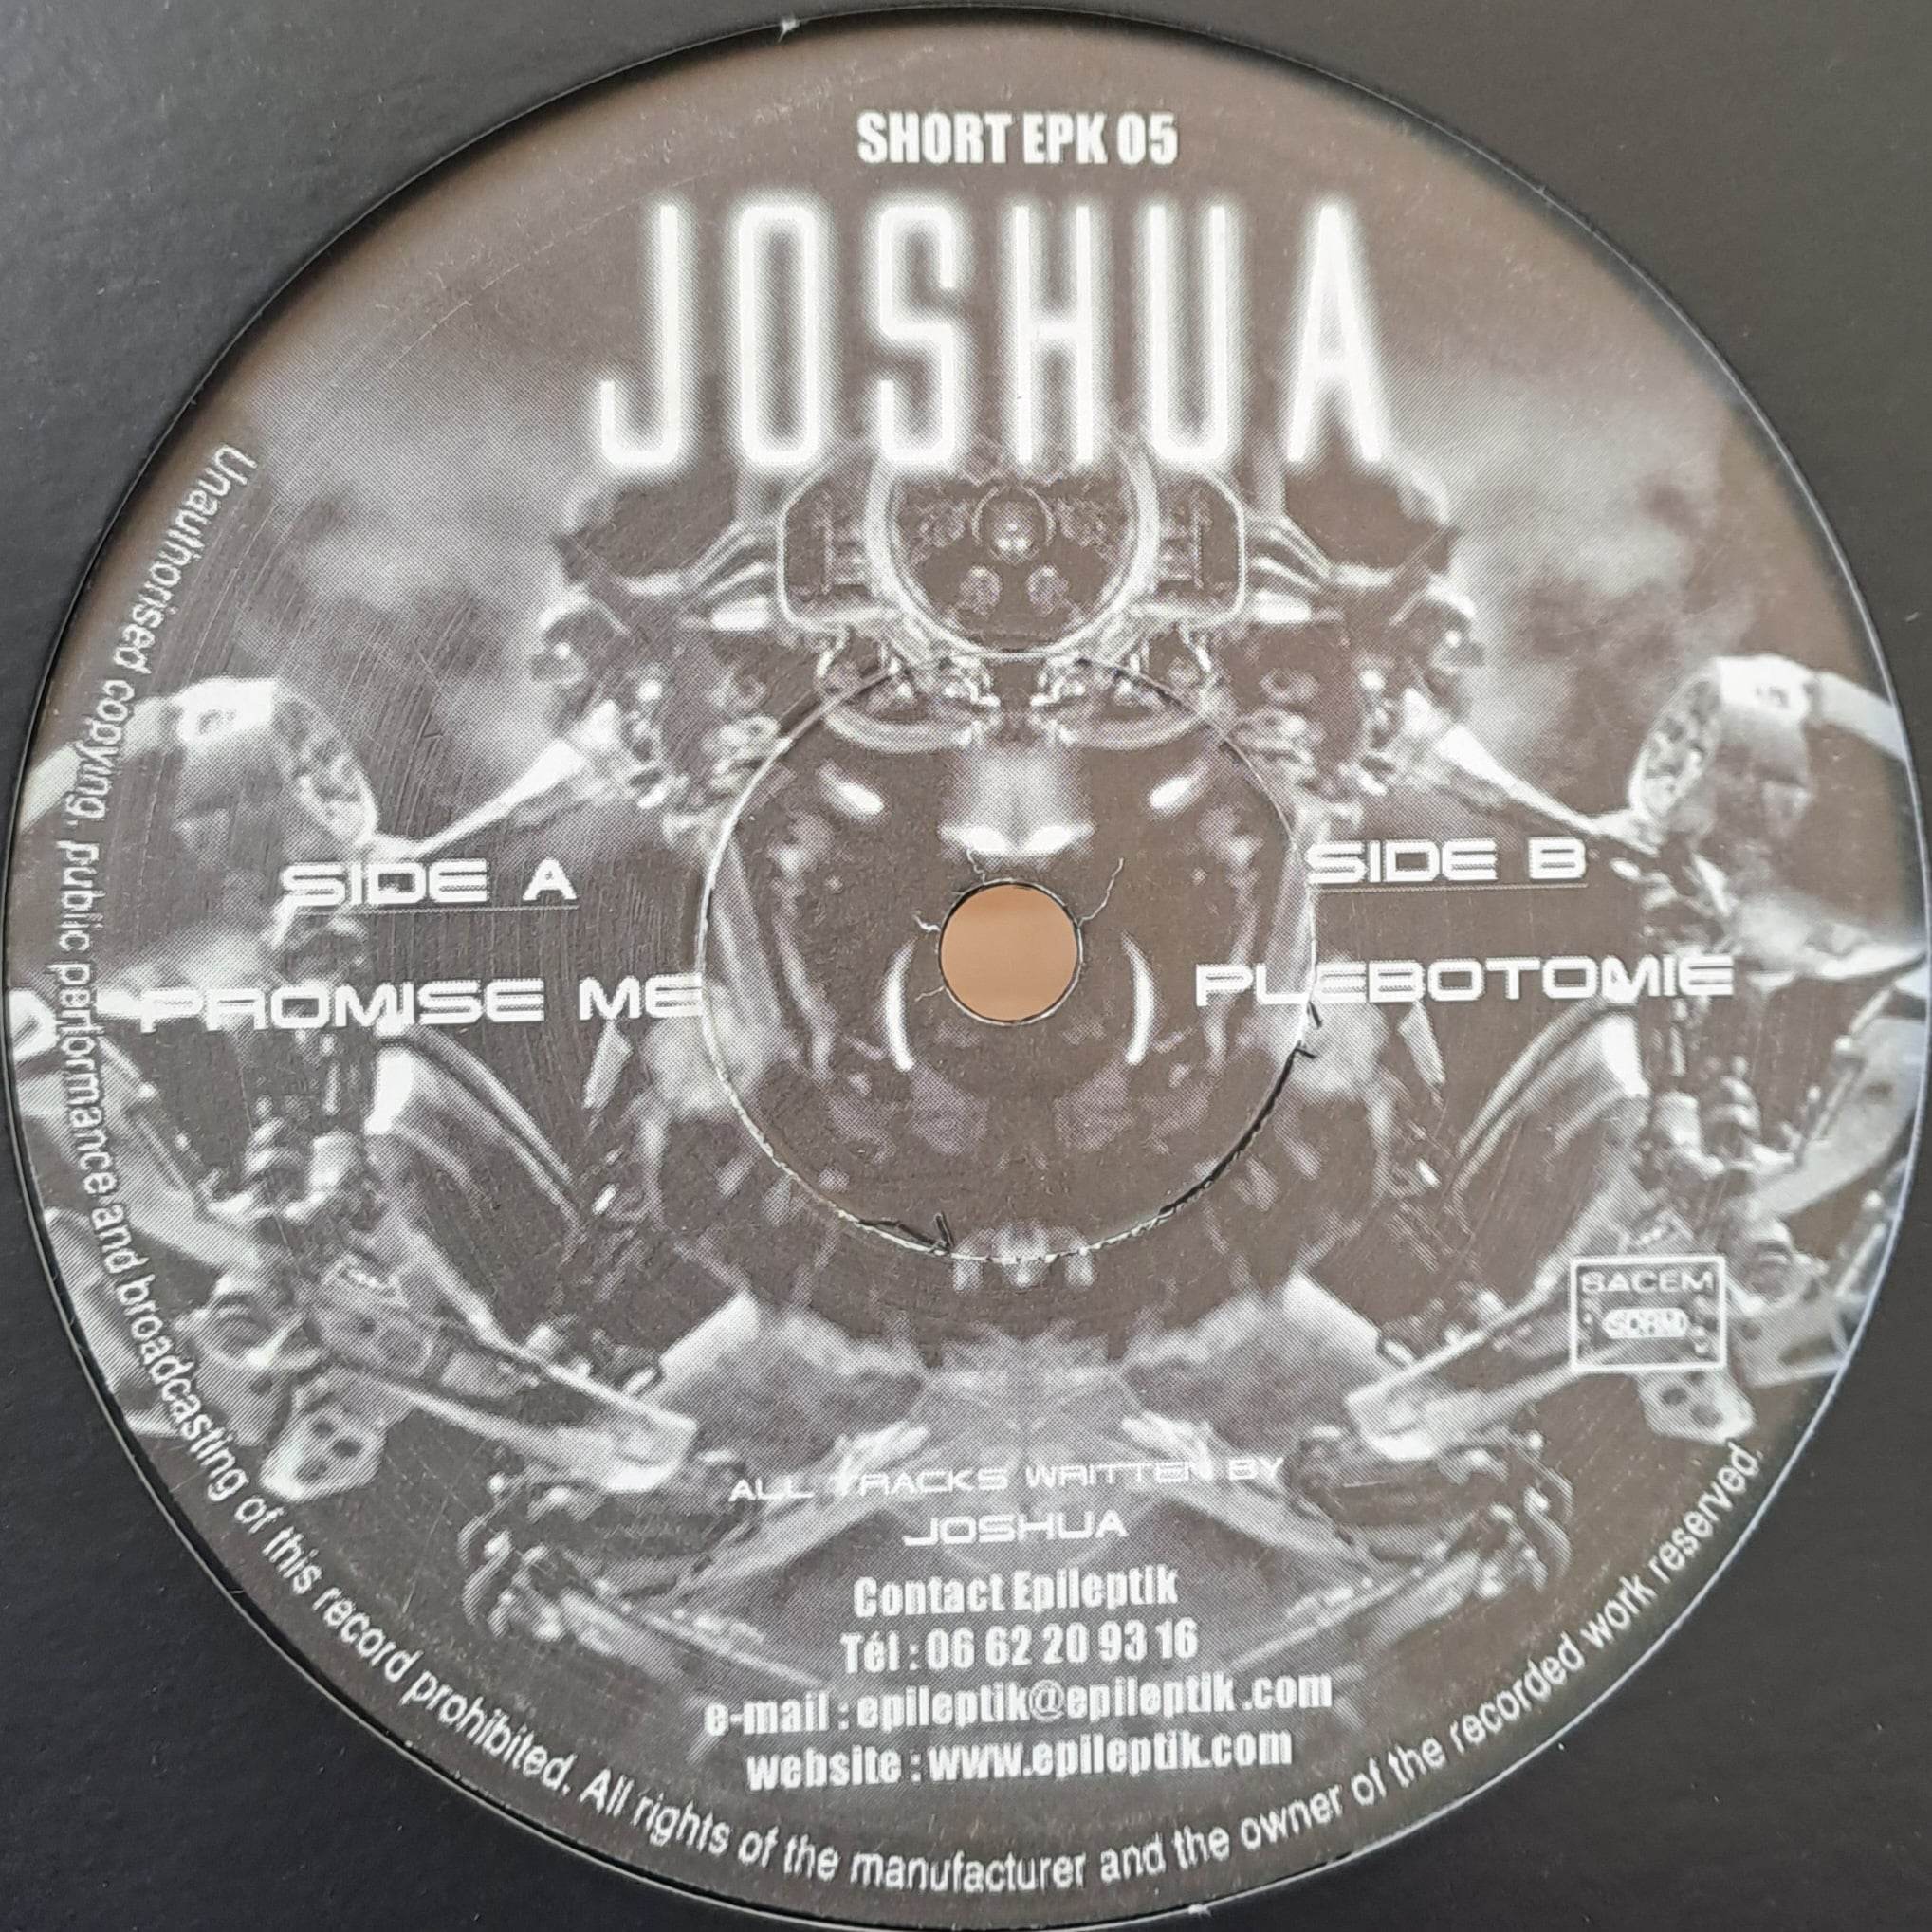 SHORT EPK 05
JOSHUA
SIDE A
PROMISE ME
SIDE B
PLEBOTOMIE
SACEM
SDRM
ALL TRACKS WRITTEN BY
JOSHUA
Contact Epileptik
Tél : 06 62 20 93 16
e-mail : epileptik@epileptik.com
website : www.epileptik.com
Unauthorised copying, public performance and broadcasting of this record prohibited. All rights of the manufacturer and the owner of the recorded work reserved.